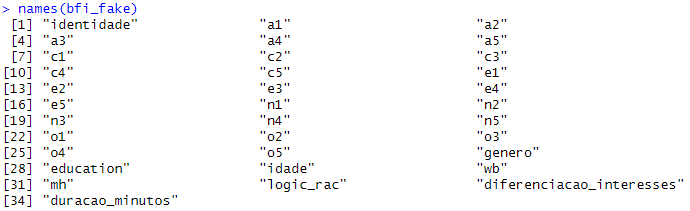 > names(bfi_fake)
[1] "identidade" "a1" "a2"
[4] "a3" "a4" "a5"
[7] "c1" "c2" "c3"
[10] "c4" "c5" "e1"
[13] "e2" "e3" "e4"
[16] "e5" "n1" "n2"
[19] "n3" "n4" "n5"
[22] "o1" "o2" "o3"
[25] "o4" "o5" "genero"
[28] "education" "idade" "wb"
[31] "mh" "logic_rac" "diferenciacao_interesses"
[34] "duracao_minutos"